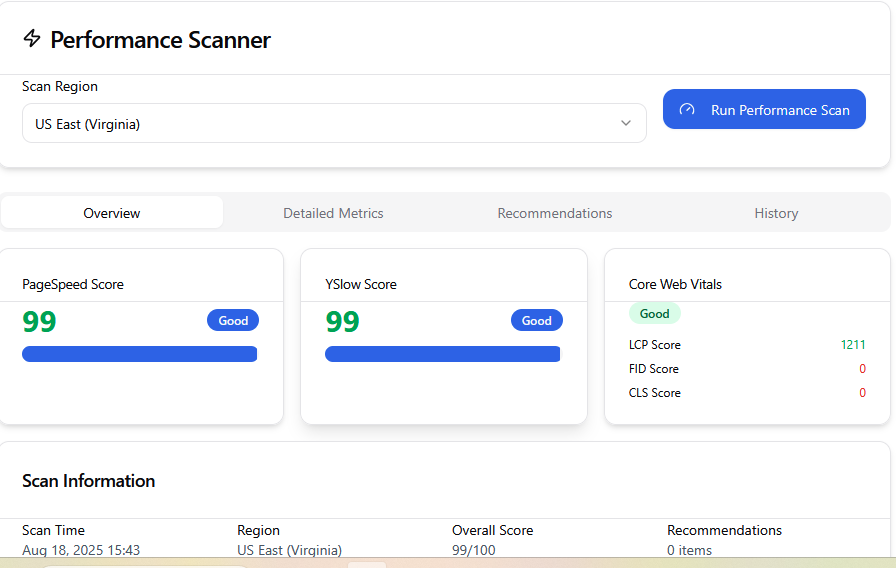 Performance Scanner
Scan Region
US East (Virginia)
Run Performance Scan
Overview Detailed Metrics Recommendations History
PageSpeed Score
99 Good
YSlow Score
99 Good
Core Web Vitals
Good
LCP Score 1211
FID Score 0
CLS Score 0
Scan Information
Scan Time Region Overall Score Recommendations
Aug 18, 2025 15:43 US East (Virginia) 99/100 0 items